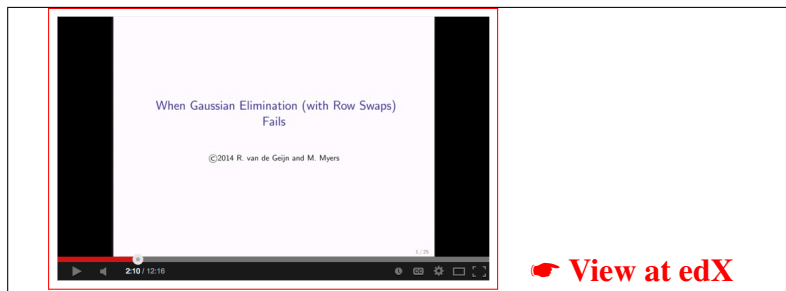 When Gaussian Elimination (with Row Swaps)
Fails
©2014 R. van de Geijn and M. Myers
1 / 25
2:10 / 12:16
CC
☛ View at edX